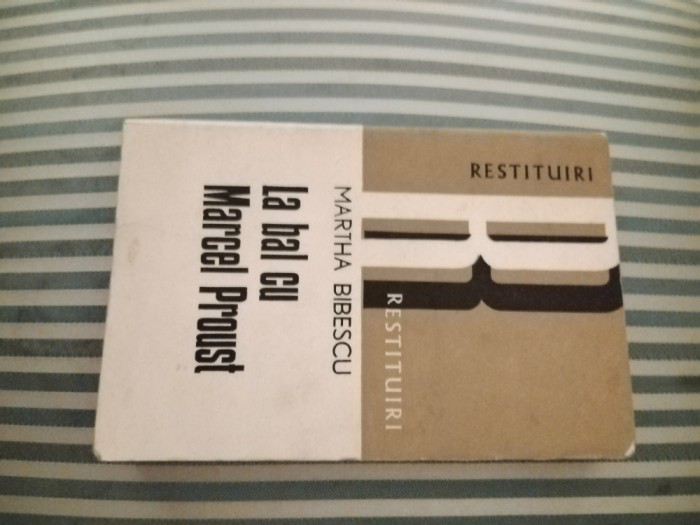 RESTITUIRI
R
RESTITUIRI
MARTHA BIBESCU
La bal cu
Marcel Proust